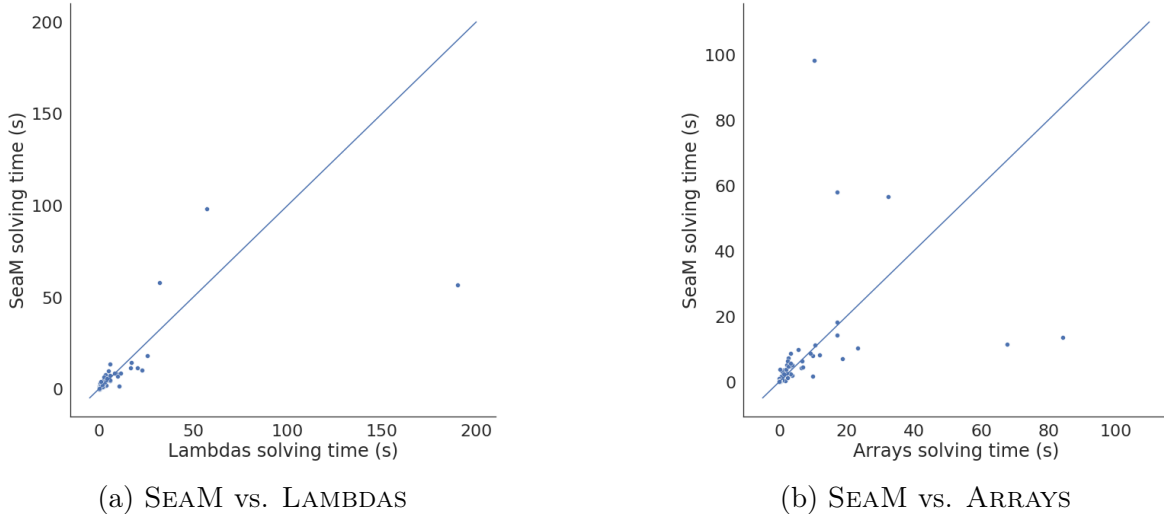 200
150
100
50
0
SeaM solving time (s)
0 50 100 150 200
Lambdas solving time (s)
(a) SEAM vs. LAMBDAS
100
80
60
40
20
0
SeaM solving time (s)
0 20 40 60 80 100
Arrays solving time (s)
(b) SEAM vs. ARRAYS